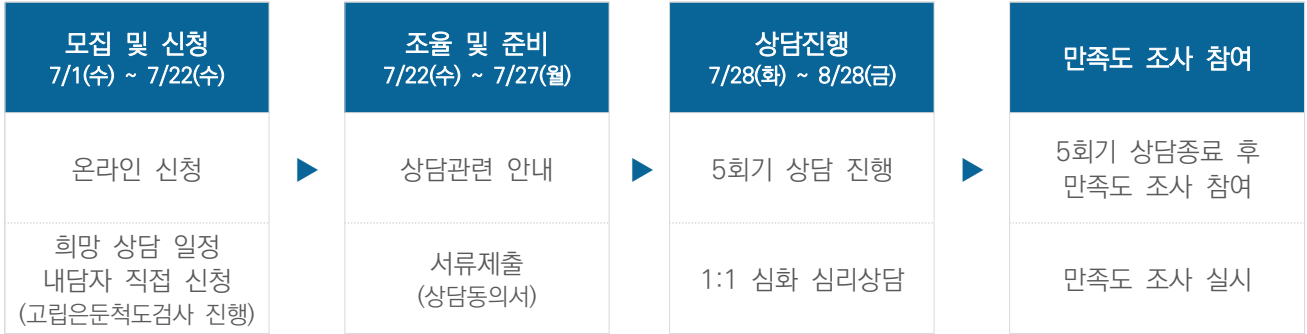 모집 및 신청
7/1(수) ~ 7/22(수)
온라인 신청
희망 상담 일정
내담자 직접 신청
(고립은둔척도검사 진행)
조율 및 준비
7/22(수) ~ 7/27(월)
상담관련 안내
서류제출
(상담동의서)
상담진행
7/28(화) ~ 8/28(금)
5회기 상담 진행
1:1 심화 심리상담
만족도 조사 참여
5회기 상담종료 후
만족도 조사 참여
만족도 조사 실시